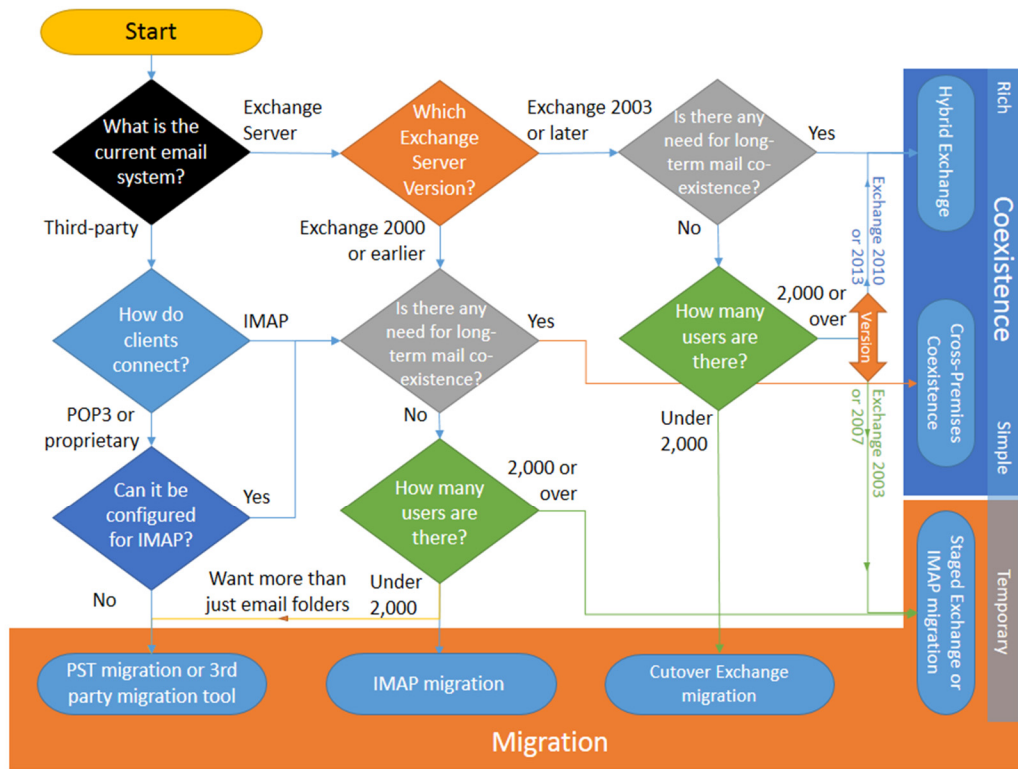 Start
What is the
current email
system?
Exchange
Server
Which
Exchange
Server
Version?
Exchange 2003
or later
Is there any
need for long-
term mail co-
existence?
Yes
Hybrid Exchange
Rich
Coexistence
Third-party
Exchange 2000
or earlier
No
Exchange 2010
or 2013
How do
clients
connect?
IMAP
Is there any
need for long-
term mail co-
existence?
Yes
How many
users are
there?
2,000 or
over
Version
Cross-Premises
Coexistence
Simple
POP3 or
proprietary
No
Under
2,000
Exchange 2003
or 2007
Can it be
configured
for IMAP?
Yes
How many
users are
there?
2,000 or
over
Staged Exchange or
IMAP migration
Temporary
No
Want more than
just email folders
Under
2,000
PST migration or 3rd
party migration tool
IMAP migration
Cutover Exchange
migration
Migration